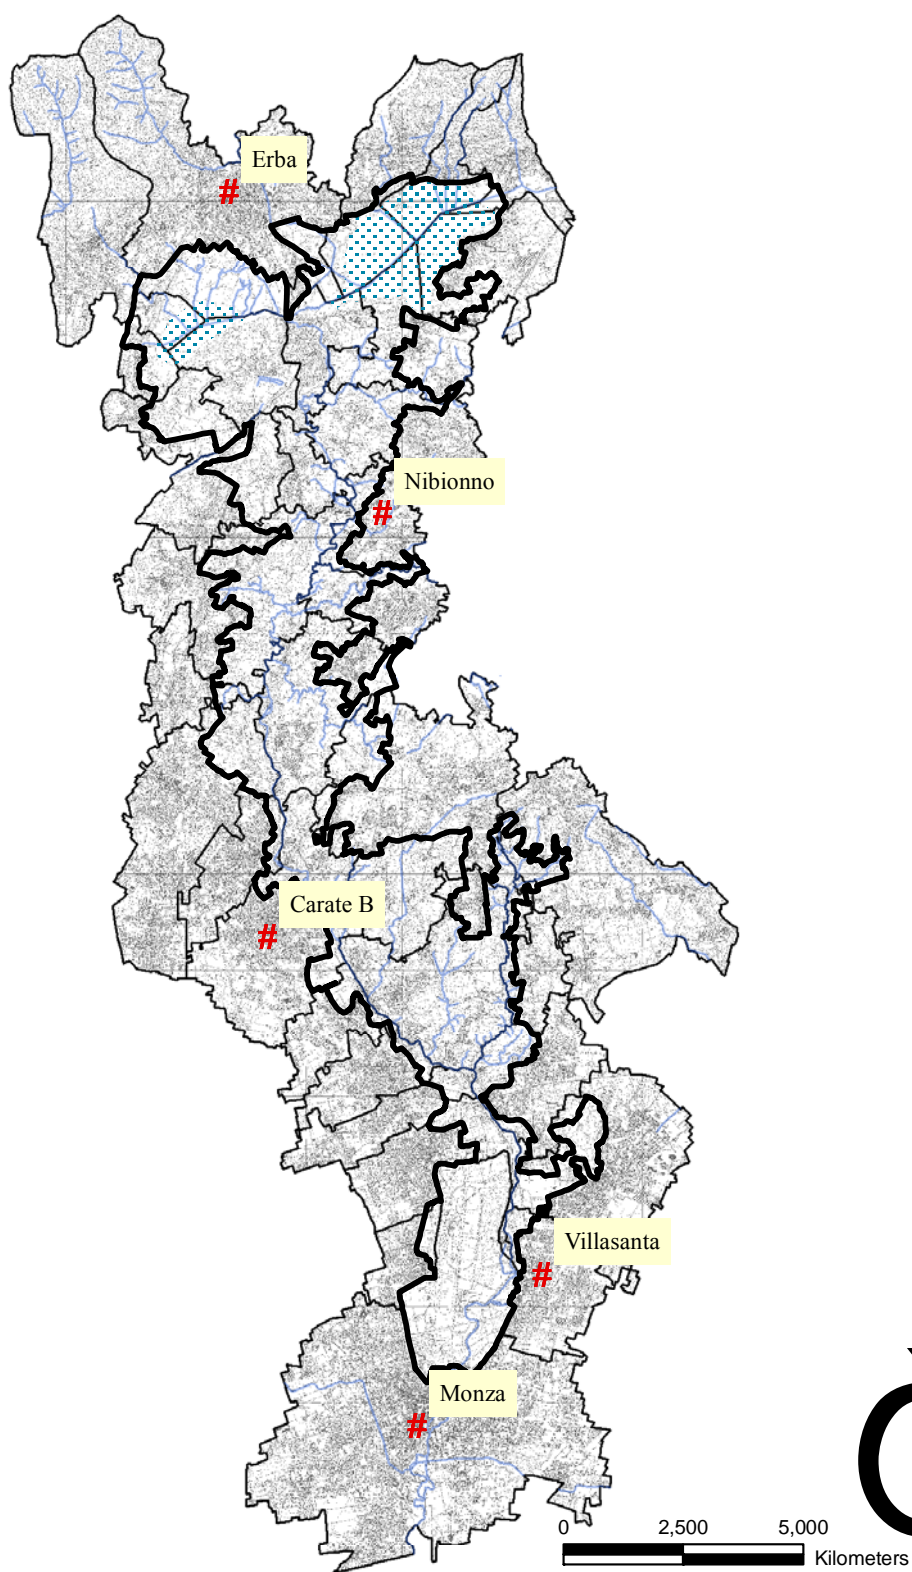 Erba
#
Nibionno
#
Carate B
#
Villasanta
#
Monza
#
0 2,500 5,000
Kilometers